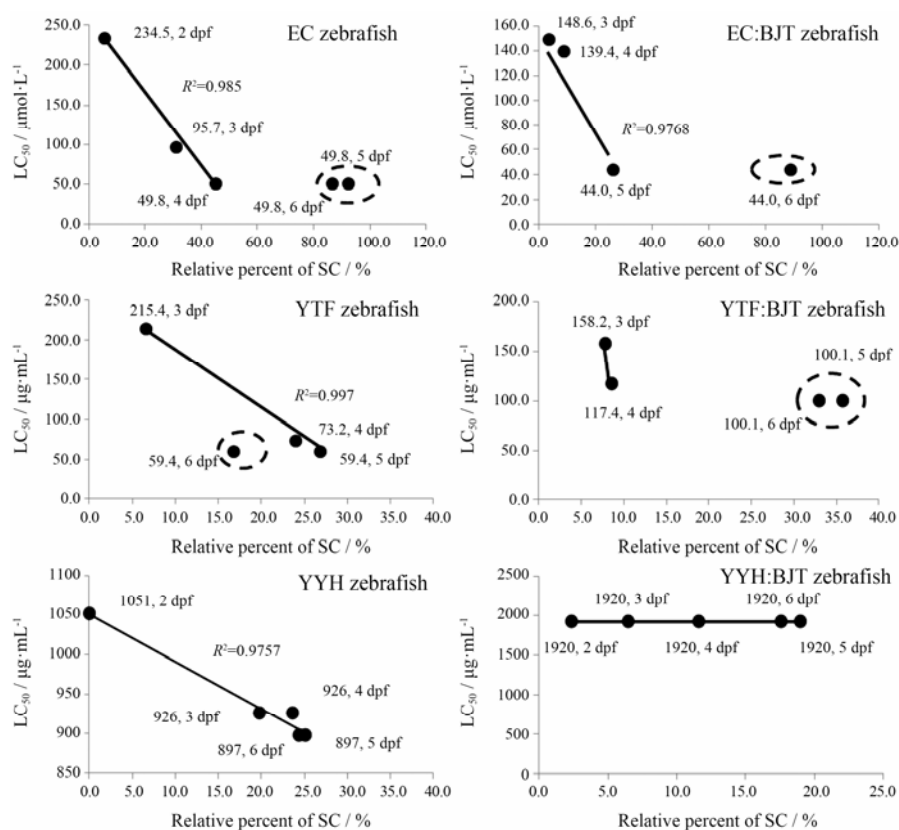 EC zebrafish
LC50 / μmol·L-1
250.0
200.0
150.0
100.0
50.0
0.0
234.5, 2 dpf
R2=0.985
95.7, 3 dpf
49.8, 4 dpf
49.8, 5 dpf
49.8, 6 dpf
0.0 20.0 40.0 60.0 80.0 100.0 120.0
Relative percent of SC / %
EC:BJT zebrafish
LC50 / μmol·L-1
160.0
140.0
120.0
100.0
80.0
60.0
40.0
20.0
0.0
148.6, 3 dpf
139.4, 4 dpf
R2=0.9768
44.0, 5 dpf
44.0, 6 dpf
0.0 20.0 40.0 60.0 80.0 100.0 120.0
Relative percent of SC / %
YTF zebrafish
LC50 / μg·mL-1
250.0
200.0
150.0
100.0
50.0
0.0
215.4, 3 dpf
R2=0.997
73.2, 4 dpf
59.4, 6 dpf
59.4, 5 dpf
0.0 5.0 10.0 15.0 20.0 25.0 30.0 35.0 40.0
Relative percent of SC / %
YTF:BJT zebrafish
LC50 / μg·mL-1
200.0
150.0
100.0
50.0
0.0
158.2, 3 dpf
117.4, 4 dpf
100.1, 5 dpf
100.1, 6 dpf
0.0 5.0 10.0 15.0 20.0 25.0 30.0 35.0 40.0
Relative percent of SC / %
YYH zebrafish
LC50 / μg·mL-1
1100
1050
1000
950
900
850
1051, 2 dpf
R2=0.9757
926, 4 dpf
926, 3 dpf
897, 6 dpf
897, 5 dpf
0.0 5.0 10.0 15.0 20.0 25.0 30.0 35.0 40.0
Relative percent of SC / %
YYH:BJT zebrafish
LC50 / μg·mL-1
2500
2000
1500
1000
500
0
1920, 3 dpf
1920, 6 dpf
1920, 2 dpf
1920, 4 dpf
1920, 5 dpf
0.0 5.0 10.0 15.0 20.0 25.0
Relative percent of SC / %